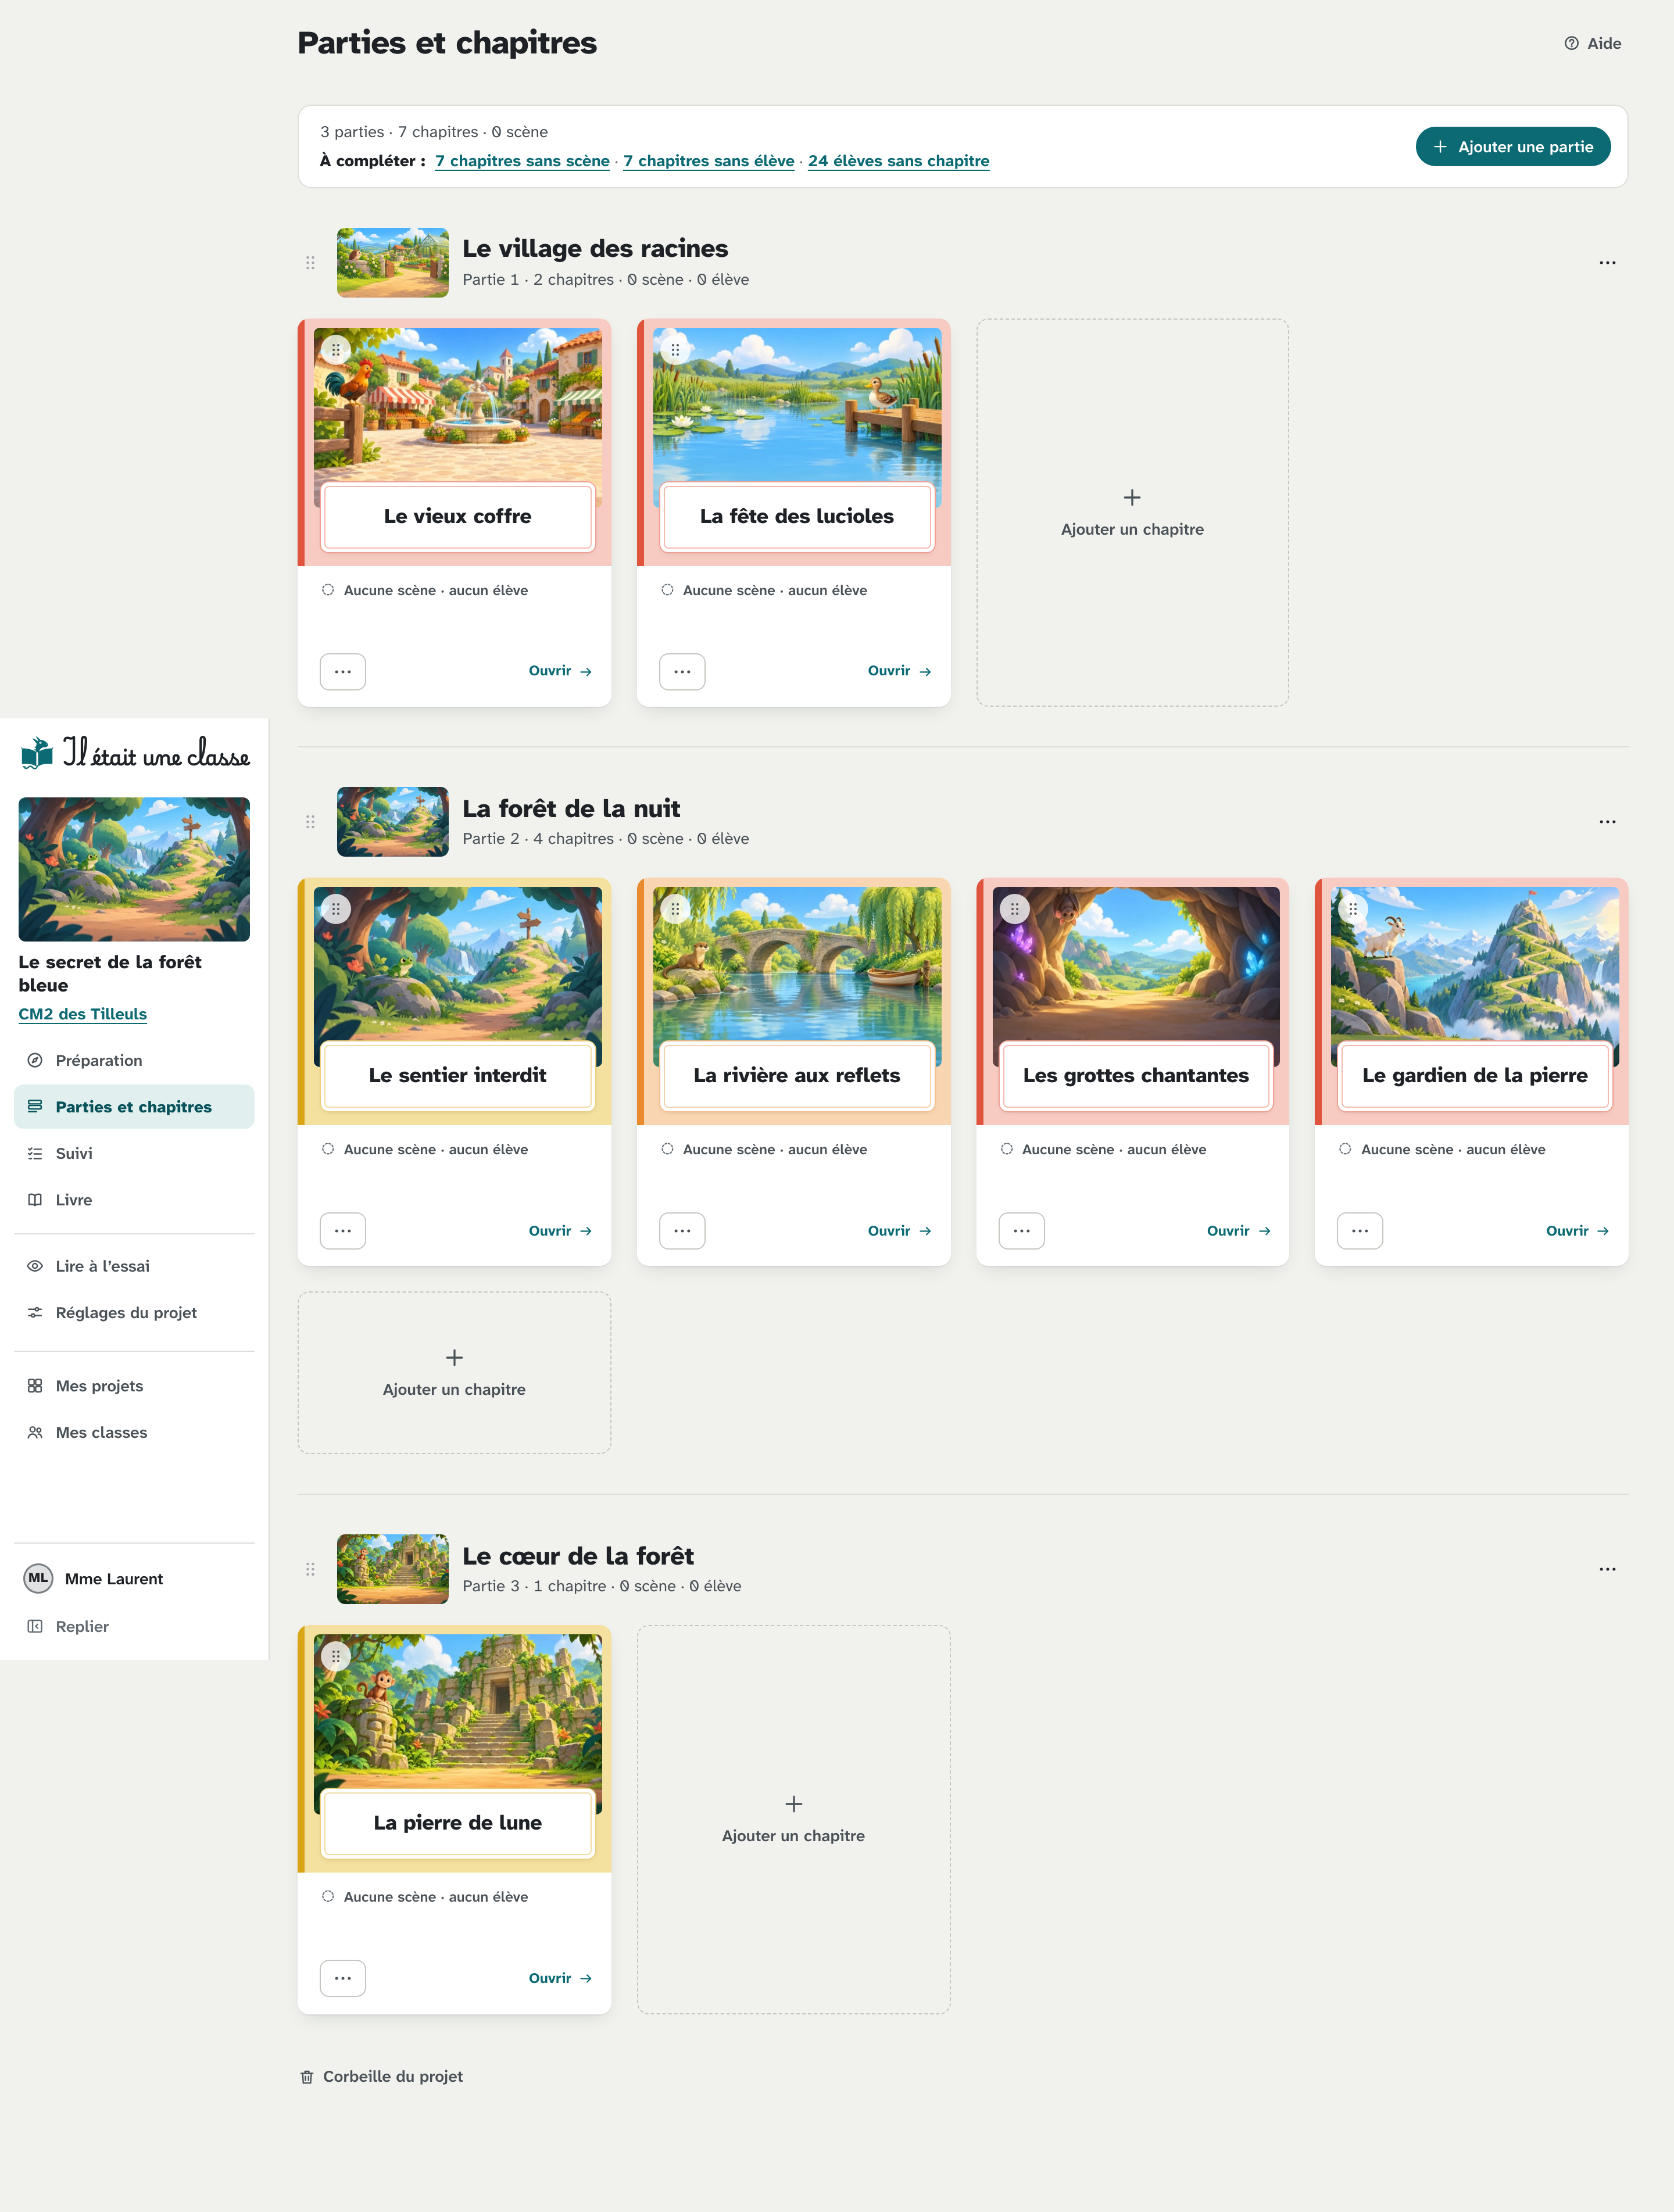 Parties et chapitres
Aide
3 parties · 7 chapitres · 0 scène
À compléter : 7 chapitres sans scène · 7 chapitres sans élève · 24 élèves sans chapitre
Ajouter une partie
Le village des racines
Partie 1 · 2 chapitres · 0 scène · 0 élève
Le vieux coffre
Aucune scène · aucun élève
Ouvrir
La fête des lucioles
Aucune scène · aucun élève
Ouvrir
Ajouter un chapitre
Il était une classe
Le secret de la forêt
bleue
CM2 des Tilleuls
Préparation
Parties et chapitres
Suivi
Livre
Lire à l’essai
Réglages du projet
Mes projets
Mes classes
ML
Mme Laurent
Replier
La forêt de la nuit
Partie 2 · 4 chapitres · 0 scène · 0 élève
Le sentier interdit
Aucune scène · aucun élève
Ouvrir
La rivière aux reflets
Aucune scène · aucun élève
Ouvrir
Les grottes chantantes
Aucune scène · aucun élève
Ouvrir
Le gardien de la pierre
Aucune scène · aucun élève
Ouvrir
Ajouter un chapitre
Le cœur de la forêt
Partie 3 · 1 chapitre · 0 scène · 0 élève
La pierre de lune
Aucune scène · aucun élève
Ouvrir
Ajouter un chapitre
Corbeille du projet